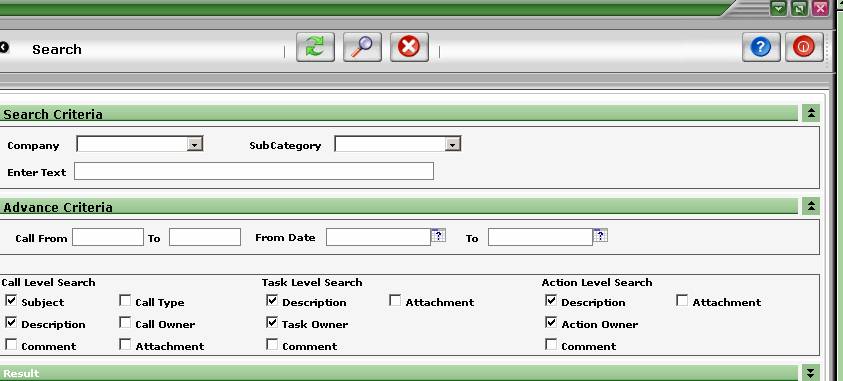 Search
Search Criteria
Company SubCategory
Enter Text
Advance Criteria
Call From To From Date To
Call Level Search Task Level Search Action Level Search
Subject Call Type Description Attachment Description Attachment
Description Call Owner Task Owner Action Owner
Comment Attachment Comment Comment
Result